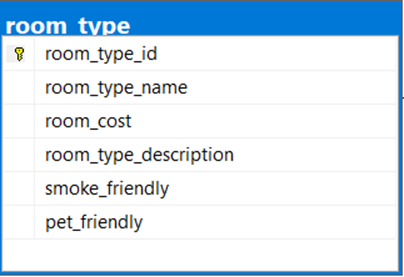 room_type
room_type_id
room_type_name
room_cost
room_type_description
smoke_friendly
pet_friendly